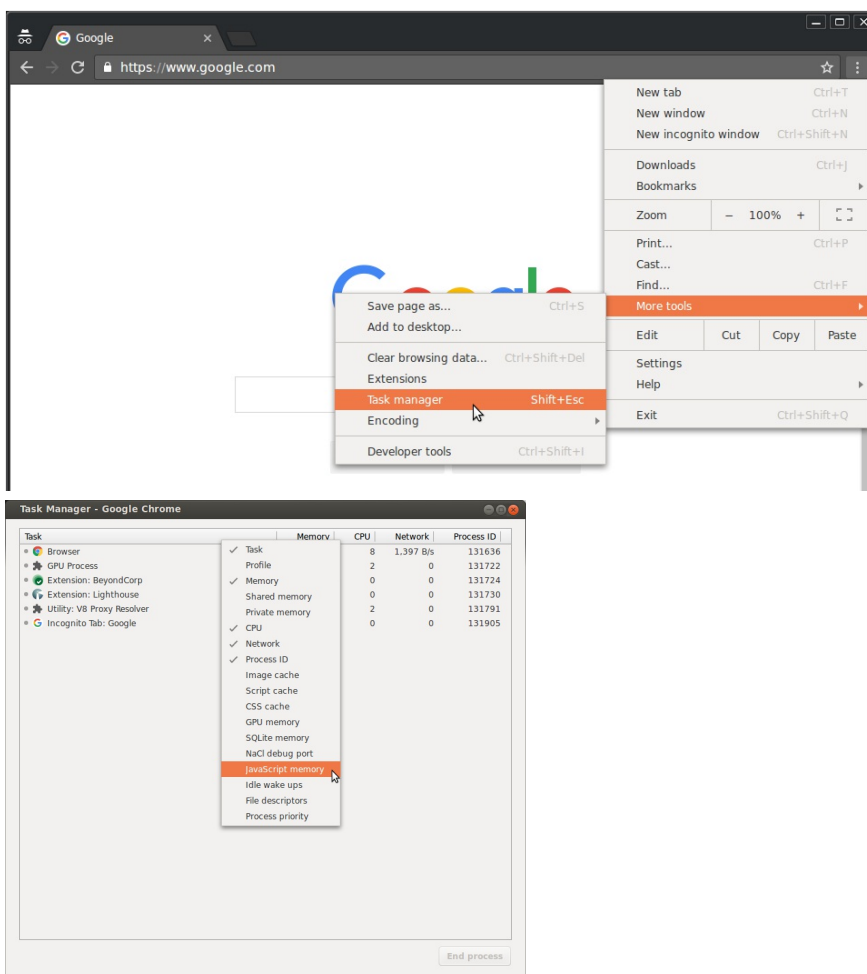 Google
https://www.google.com
New tab Ctrl+T
New window Ctrl+N
New incognito window Ctrl+Shift+N
Downloads Ctrl+J
Bookmarks
Zoom − 100% +
Print... Ctrl+P
Cast...
Find... Ctrl+F
More tools
Edit Cut Copy Paste
Settings
Help
Exit Ctrl+Shift+Q
Save page as... Ctrl+S
Add to desktop...
Clear browsing data... Ctrl+Shift+Del
Extensions
Task manager Shift+Esc
Encoding
Developer tools Ctrl+Shift+I
Task Manager - Google Chrome
Task Memory CPU Network Process ID
Browser 8 1,397 B/s 131636
GPU Process 2 0 131722
Extension: BeyondCorp 0 0 131724
Extension: Lighthouse 0 0 131730
Utility: V8 Proxy Resolver 2 0 131791
Incognito Tab: Google 0 0 131905
Task
Profile
Memory
Shared memory
Private memory
CPU
Network
Process ID
Image cache
Script cache
CSS cache
GPU memory
SQLite memory
NaCl debug port
JavaScript memory
Idle wake ups
File descriptors
Process priority
End process